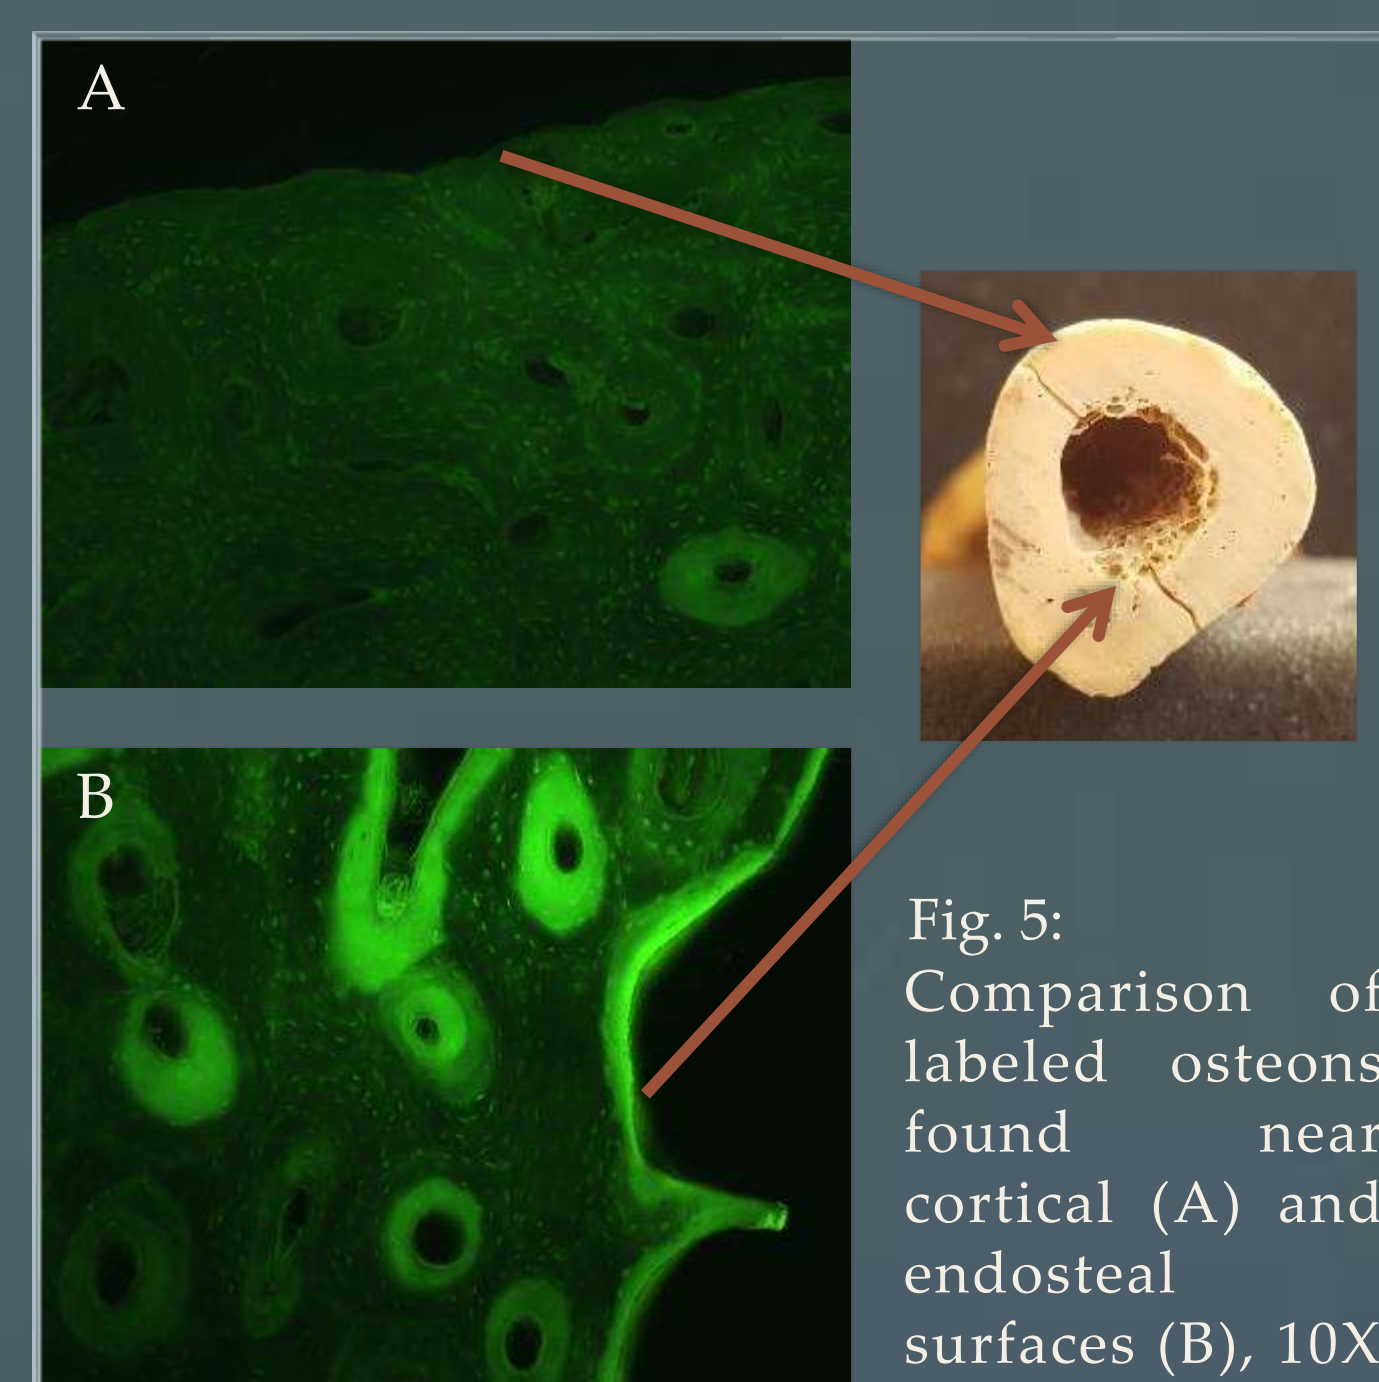 A
B
Fig. 5:
Comparison of
labeled osteons
found near
cortical (A) and
endosteal
surfaces (B), 10X